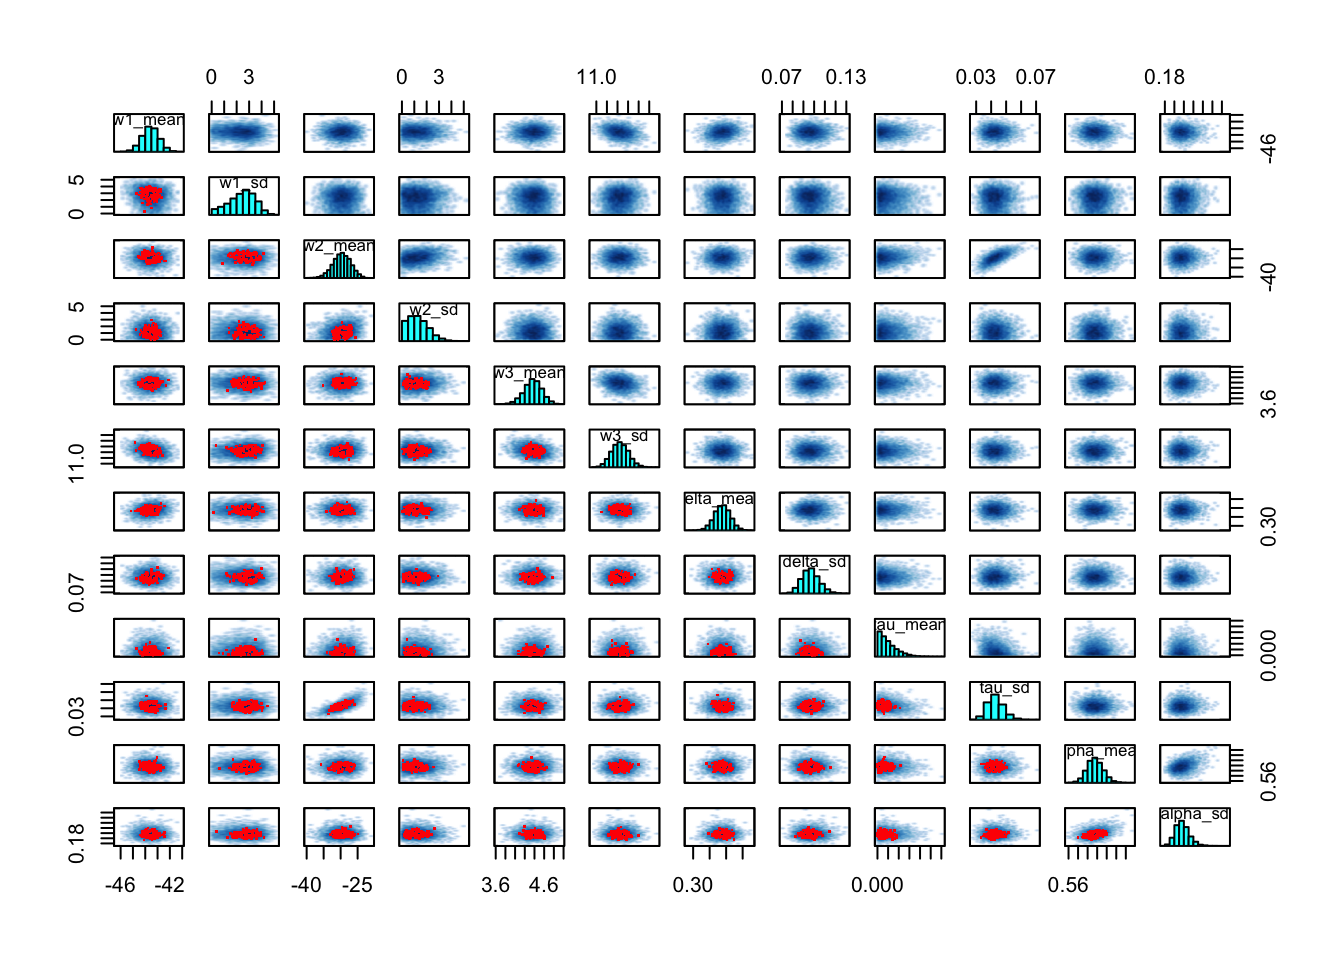 0 3 0 3 11.0 0.07 0.13 0.03 0.07 0.18
w1_mean
-46
5
0
w1_sd
w2_mean
-40
5
0
w2_sd
w3_mean
3.6
11.0
w3_sd
elta_mea
0.30
0.07
delta_sd
au_mean
0.000
0.03
tau_sd
pha_mea
0.56
0.18
alpha_sd
-46 -42 -40 -25 3.6 4.6 0.30 0.000 0.56